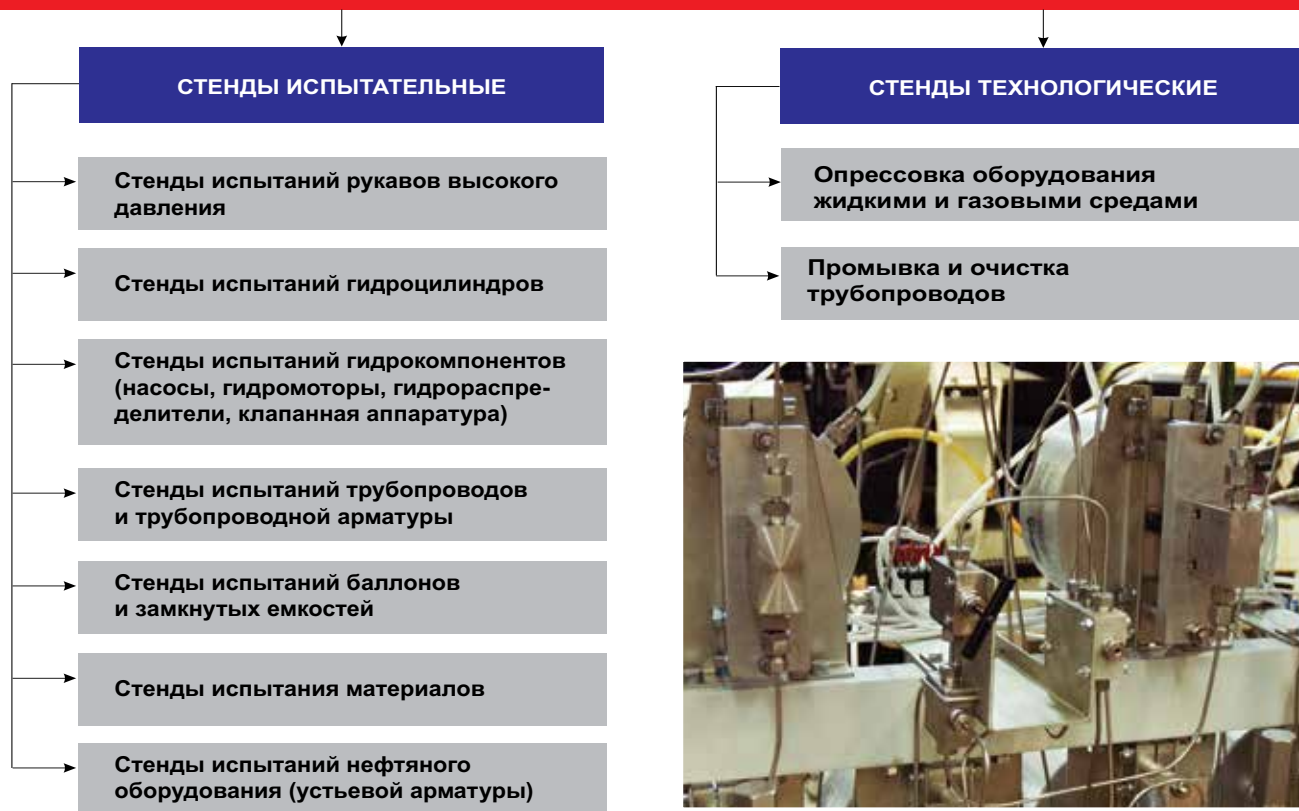 СТЕНДЫ ИСПЫТАТЕЛЬНЫЕ
Стенды испытаний рукавов высокого
давления
Стенды испытаний гидроцилиндров
Стенды испытаний гидрокомпонентов
(насосы, гидромоторы, гидрораспре-
делители, клапанная аппаратура)
Стенды испытаний трубопроводов
и трубопроводной арматуры
Стенды испытаний баллонов
и замкнутых емкостей
Стенды испытания материалов
Стенды испытаний нефтяного
оборудования (устьевой арматуры)
СТЕНДЫ ТЕХНОЛОГИЧЕСКИЕ
Опрессовка оборудования
жидкими и газовыми средами
Промывка и очистка
трубопроводов